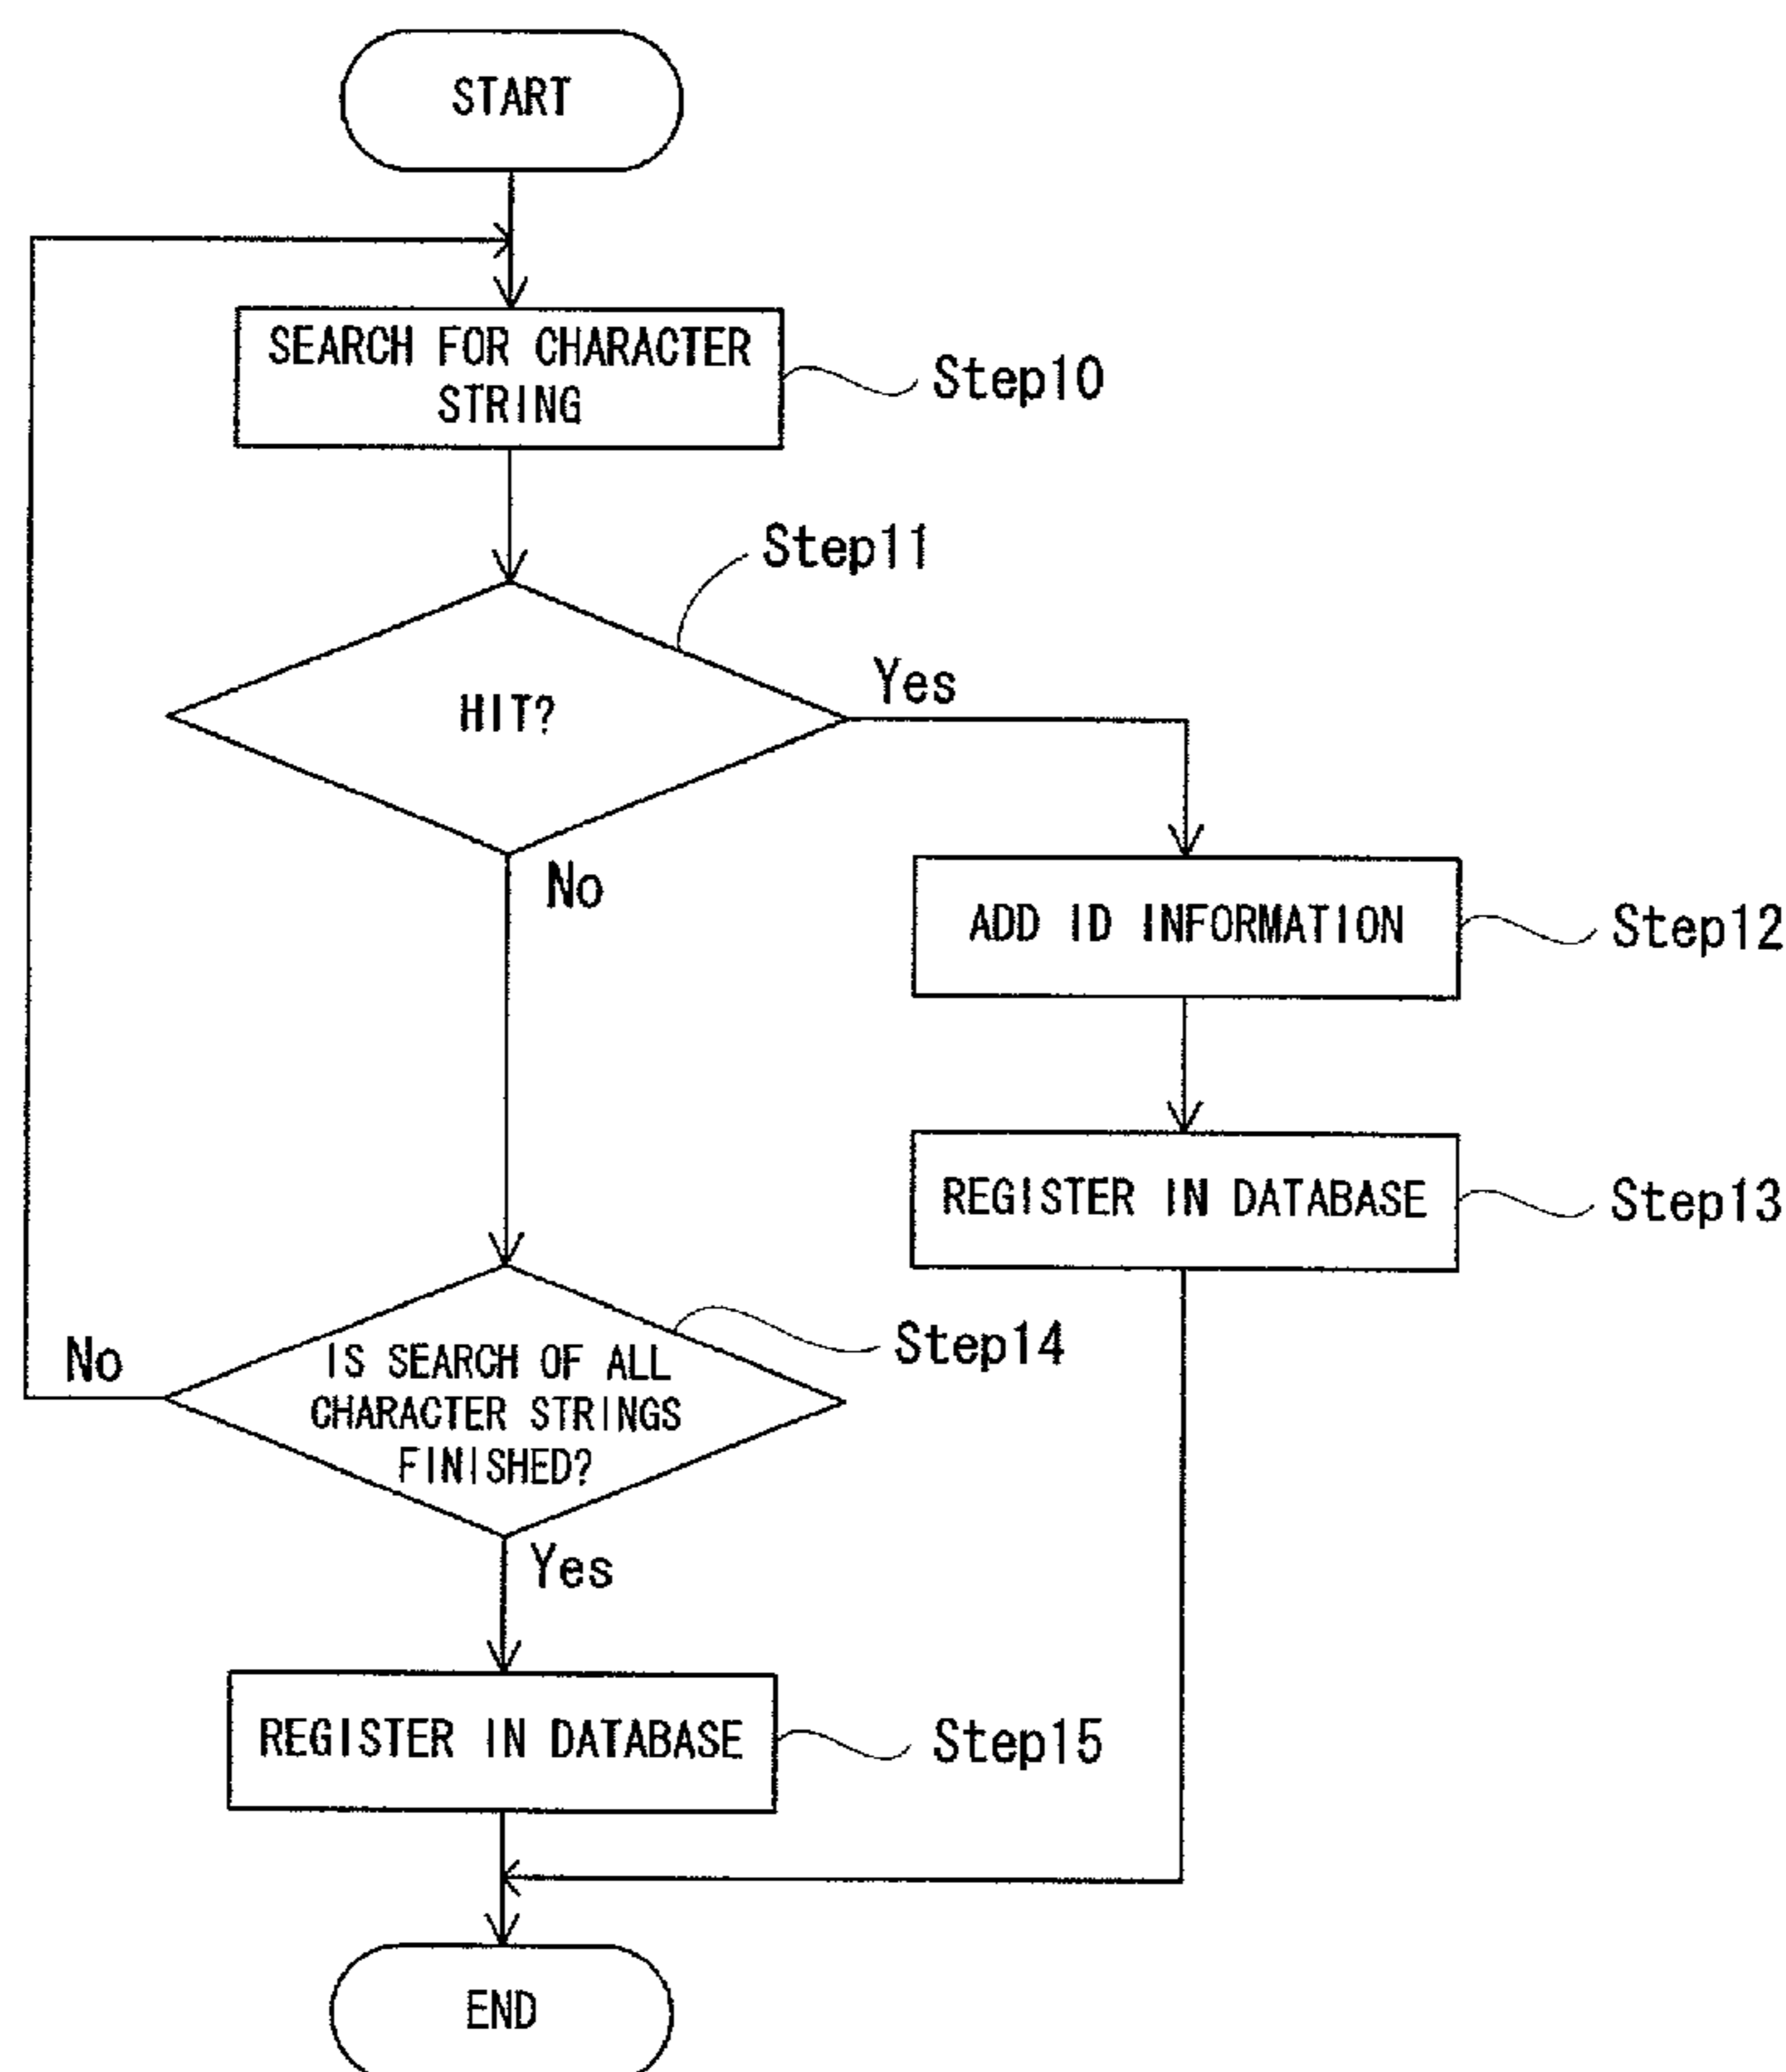 START
SEARCH FOR CHARACTER
STRING
Step10
Step11
HIT?
Yes
No
ADD ID INFORMATION
Step12
REGISTER IN DATABASE
Step13
No
IS SEARCH OF ALL
CHARACTER STRINGS
FINISHED?
Step14
Yes
REGISTER IN DATABASE
Step15
END